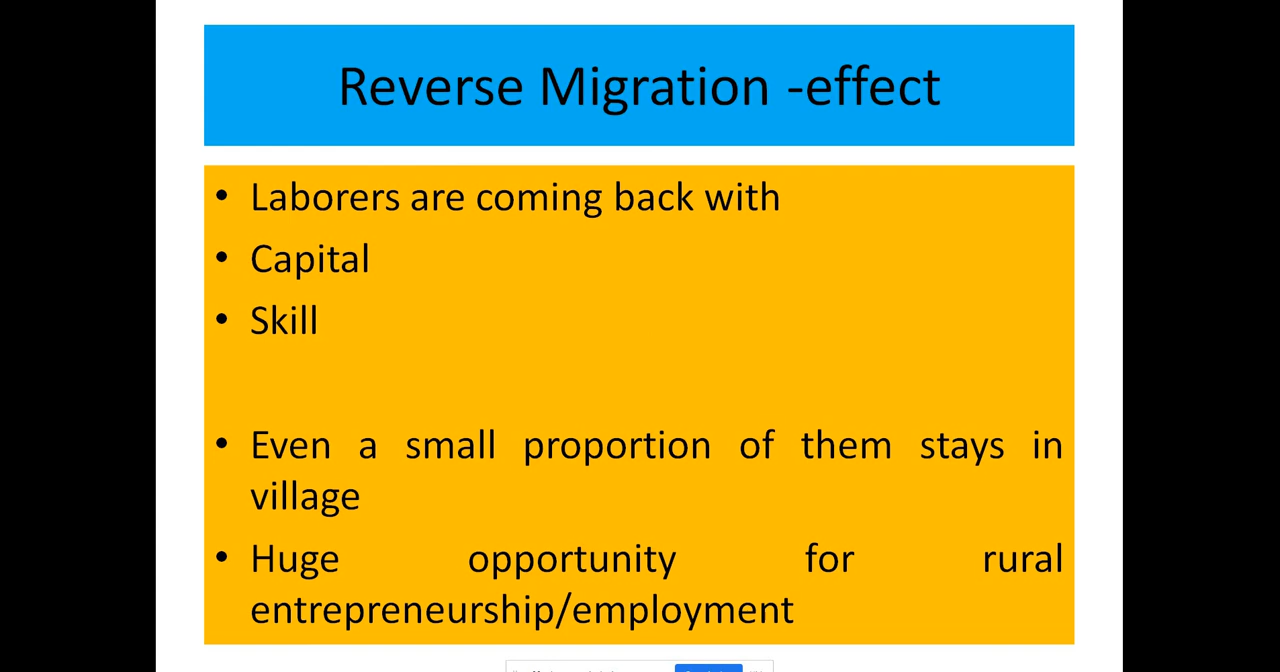 Reverse Migration -effect
• Laborers are coming back with
• Capital
• Skill
• Even a small proportion of them stays in
village
• Huge opportunity for rural
entrepreneurship/employment